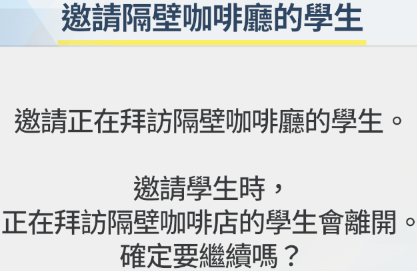 邀請隔壁咖啡廳的學生
邀請正在拜訪隔壁咖啡廳的學生。
邀請學生時，
正在拜訪隔壁咖啡店的學生會離開。
確定要繼續嗎？